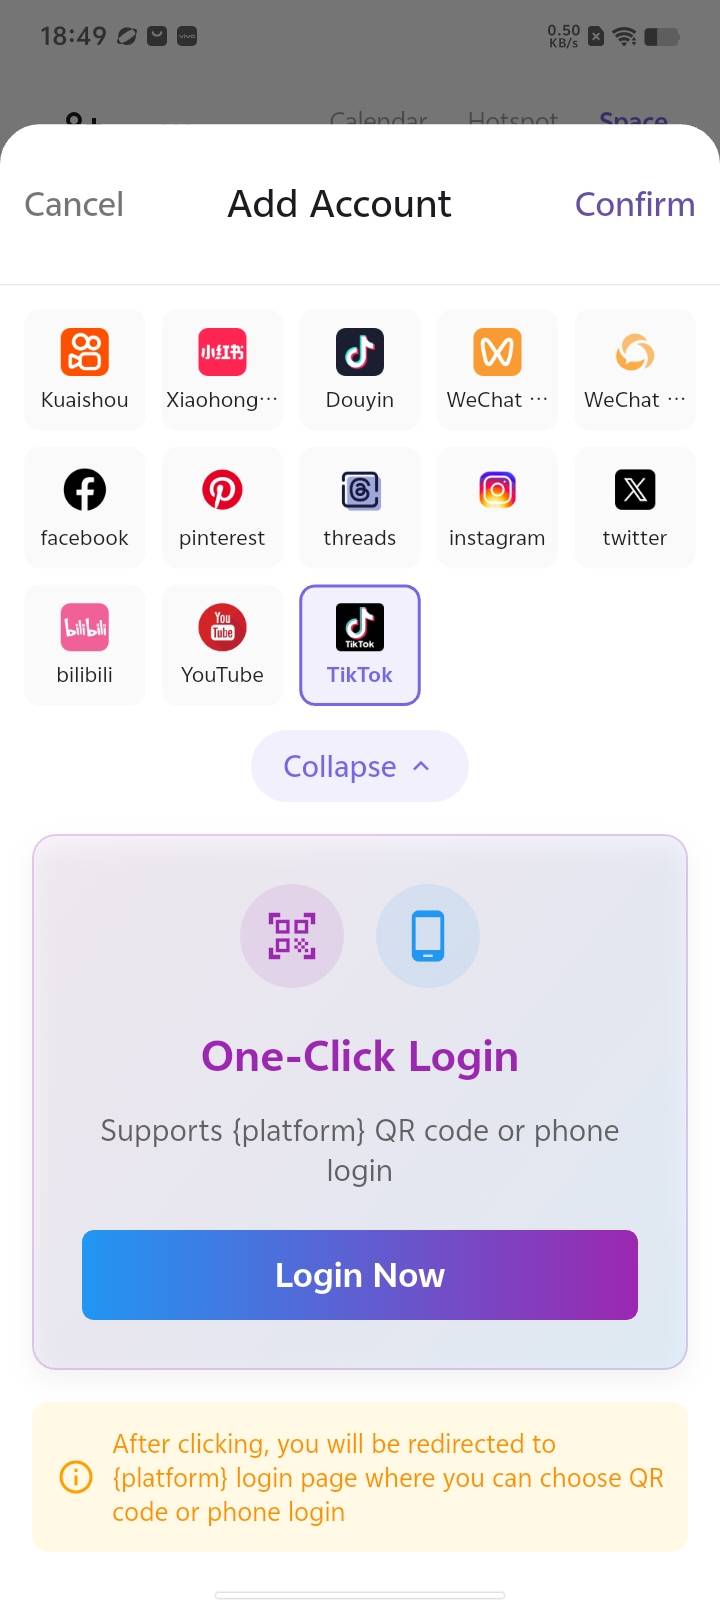 18:49
vivo
0.50
KB/s
Calendar Hotspot Space
Cancel Add Account Confirm
小红书
Kuaishou Xiaohong··· Douyin WeChat ··· WeChat ···
facebook pinterest threads instagram twitter
bilibili You
Tube
TikTok
bilibili YouTube TikTok
Collapse
One-Click Login
Supports {platform} QR code or phone
login
Login Now
After clicking, you will be redirected to
{platform} login page where you can choose QR
code or phone login